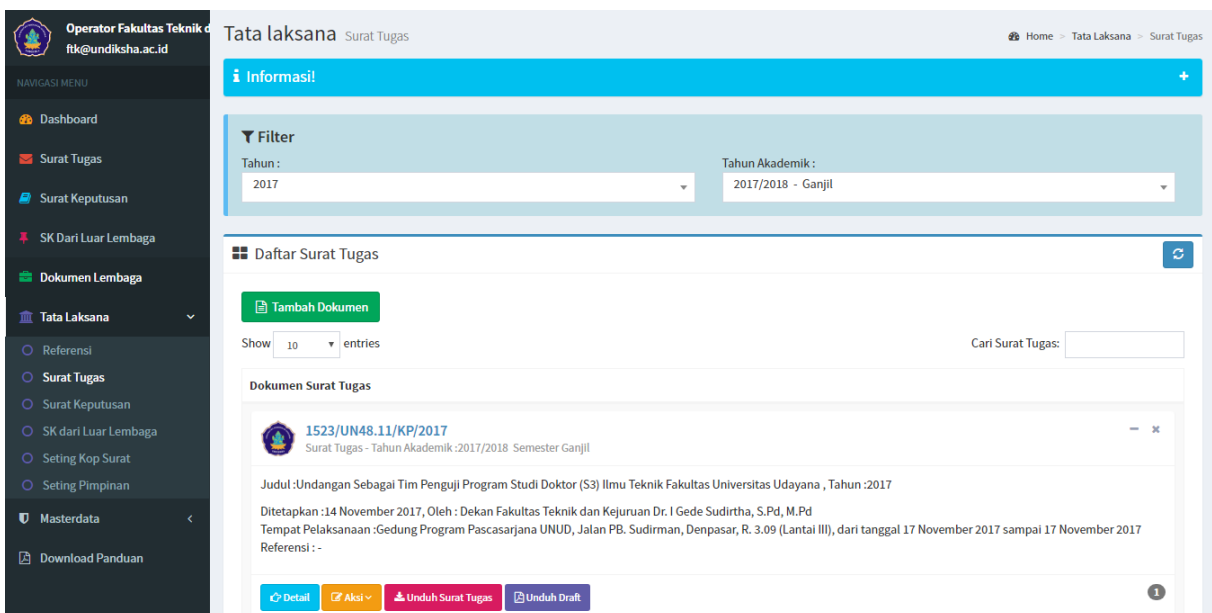 Operator Fakultas Teknik d
ftk@undiksha.ac.id
NAVIGASI MENU
Dashboard
Surat Tugas
Surat Keputusan
SK Dari Luar Lembaga
Dokumen Lembaga
Tata Laksana
Referensi
Surat Tugas
Surat Keputusan
SK dari Luar Lembaga
Seting Kop Surat
Seting Pimpinan
Masterdata
Download Panduan
Tata laksana Surat Tugas
Home > Tata Laksana > Surat Tugas
Informasi!
Filter
Tahun :
2017
Tahun Akademik :
2017/2018 - Ganjil
Daftar Surat Tugas
Tambah Dokumen
Show 10 entries
Cari Surat Tugas:
Dokumen Surat Tugas
1523/UN48.11/KP/2017
Surat Tugas - Tahun Akademik :2017/2018 Semester Ganjil
Judul :Undangan Sebagai Tim Penguji Program Studi Doktor (S3) Ilmu Teknik Fakultas Universitas Udayana , Tahun :2017
Ditetapkan :14 November 2017, Oleh : Dekan Fakultas Teknik dan Kejuruan Dr. I Gede Sudirtha, S.Pd, M.Pd
Tempat Pelaksanaan :Gedung Program Pascasarjana UNUD, Jalan PB. Sudirman, Denpasar, R. 3.09 (Lantai III), dari tanggal 17 November 2017 sampai 17 November 2017
Referensi : -
Detail
Aksi
Unduh Surat Tugas
Unduh Draft
1